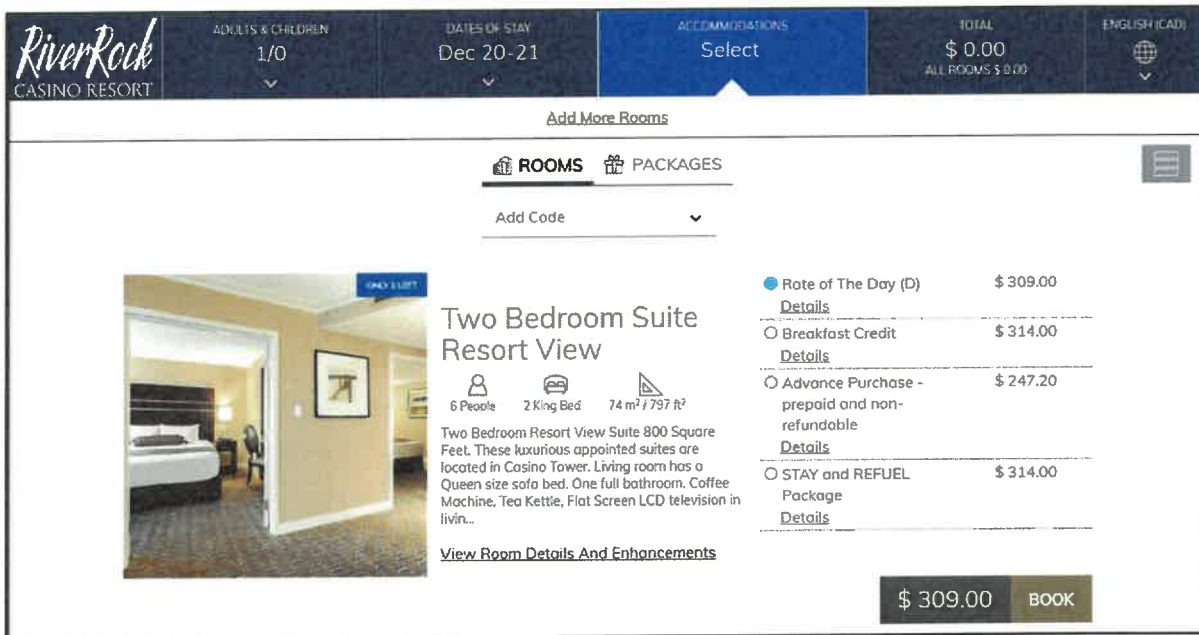 RiverRock
CASINO RESORT
ADULTS & CHILDREN
1/0
DATES OF STAY
Dec 20-21
ACCOMMODATIONS
Select
TOTAL
$ 0.00
ALL ROOMS $ 0.00
ENGLISH (CAD)
Add More Rooms
ROOMS
PACKAGES
Add Code
LEFT
Two Bedroom Suite
Resort View
6 People
2 King Bed
74 m² / 797 ft²
Two Bedroom Resort View Suite 800 Square
Feet. These luxurious appointed suites are
located in Casino Tower. Living room has a
Queen size sofa bed. One full bathroom. Coffee
Machine, Tea Kettle, Flat Screen LCD television in
livin...
View Room Details And Enhancements
Rate of The Day (D) $ 309.00
Details
Breakfast Credit $ 314.00
Details
Advance Purchase - $ 247.20
prepaid and non-
refundable
Details
STAY and REFUEL $ 314.00
Package
Details
$ 309.00 BOOK